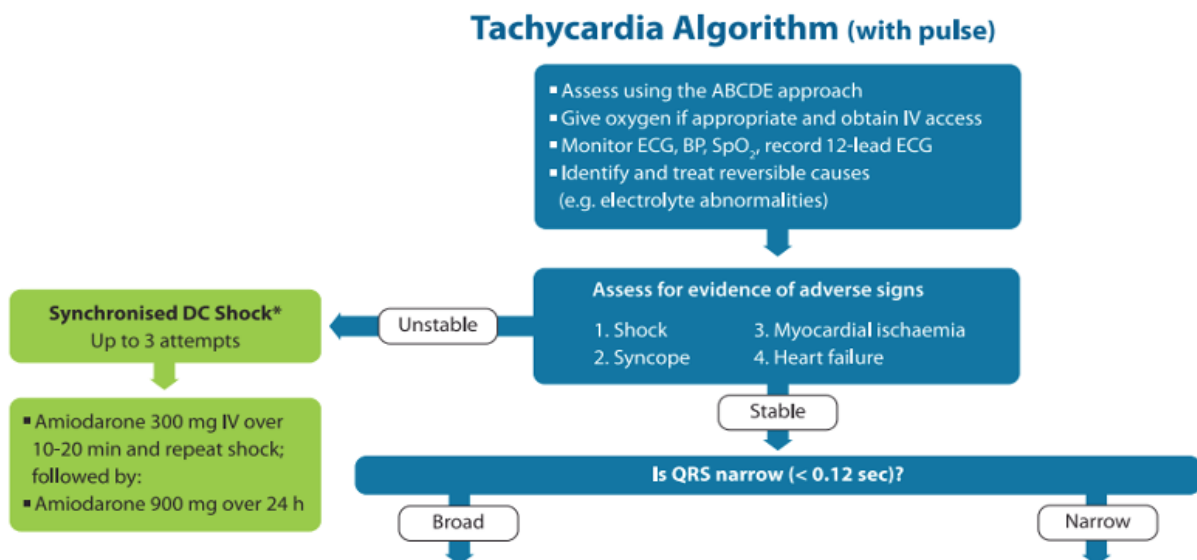 Tachycardia Algorithm (with pulse)
▪ Assess using the ABCDE approach
▪ Give oxygen if appropriate and obtain IV access
▪ Monitor ECG, BP, SpO₂, record 12-lead ECG
▪ Identify and treat reversible causes
(e.g. electrolyte abnormalities)
Assess for evidence of adverse signs
1. Shock 3. Myocardial ischaemia
2. Syncope 4. Heart failure
Unstable
Synchronised DC Shock*
Up to 3 attempts
▪ Amiodarone 300 mg IV over
10-20 min and repeat shock;
followed by:
▪ Amiodarone 900 mg over 24 h
Stable
Is QRS narrow (< 0.12 sec)?
Broad
Narrow